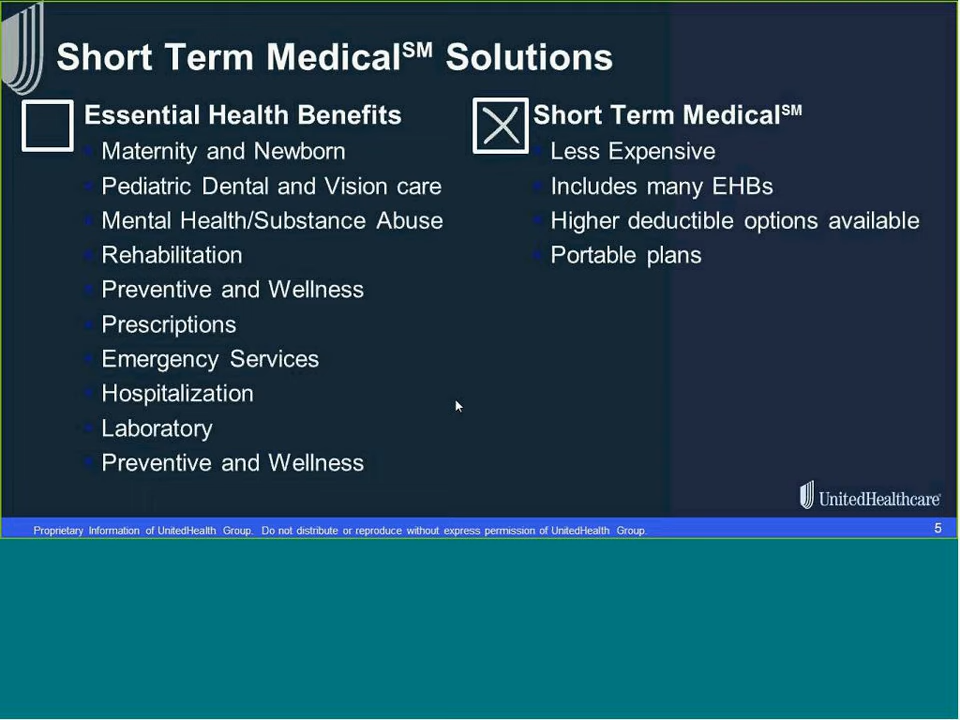 Short Term Medical℠ Solutions
Essential Health Benefits
Maternity and Newborn
Pediatric Dental and Vision care
Mental Health/Substance Abuse
Rehabilitation
Preventive and Wellness
Prescriptions
Emergency Services
Hospitalization
Laboratory
Preventive and Wellness
Short Term Medical℠
Less Expensive
Includes many EHBs
Higher deductible options available
Portable plans
UnitedHealthcare
Proprietary Information of UnitedHealth Group. Do not distribute or reproduce without express permission of UnitedHealth Group.
5